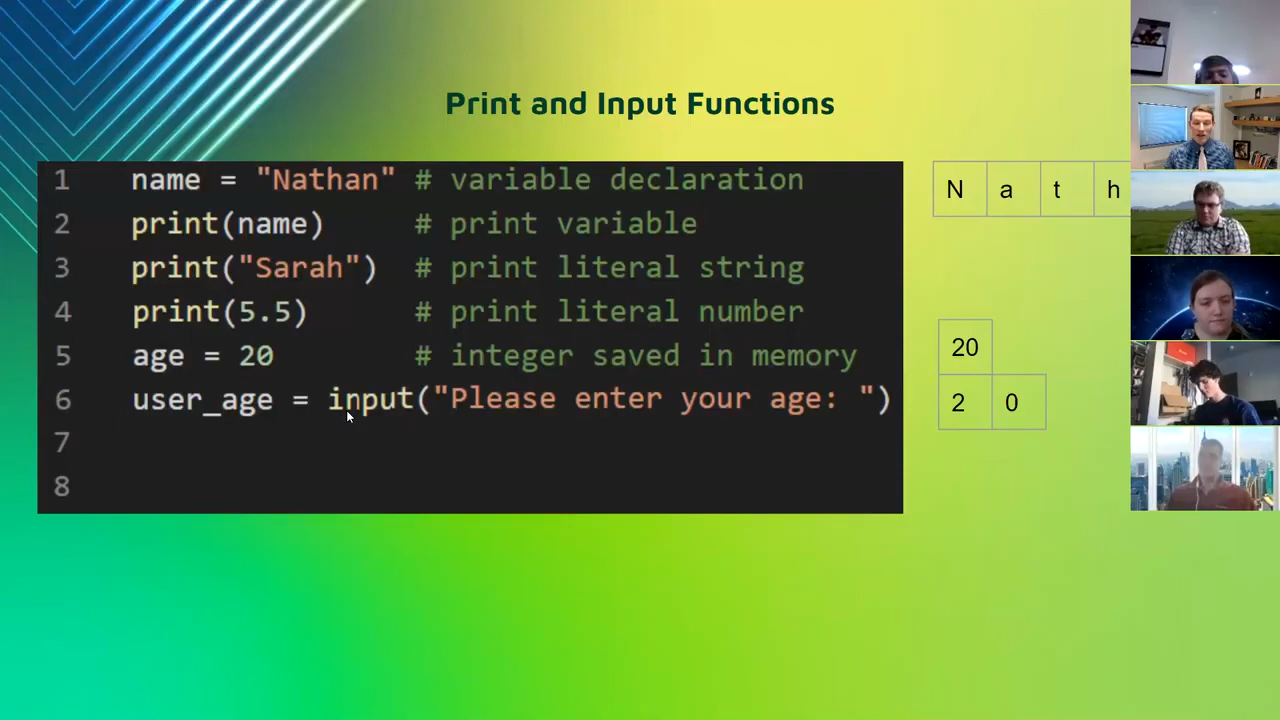 Print and Input Functions
1 name = "Nathan" # variable declaration
2 print(name) # print variable
3 print("Sarah") # print literal string
4 print(5.5) # print literal number
5 age = 20 # integer saved in memory
6 user_age = input("Please enter your age: ")
7
8
N a t h
20
2 0